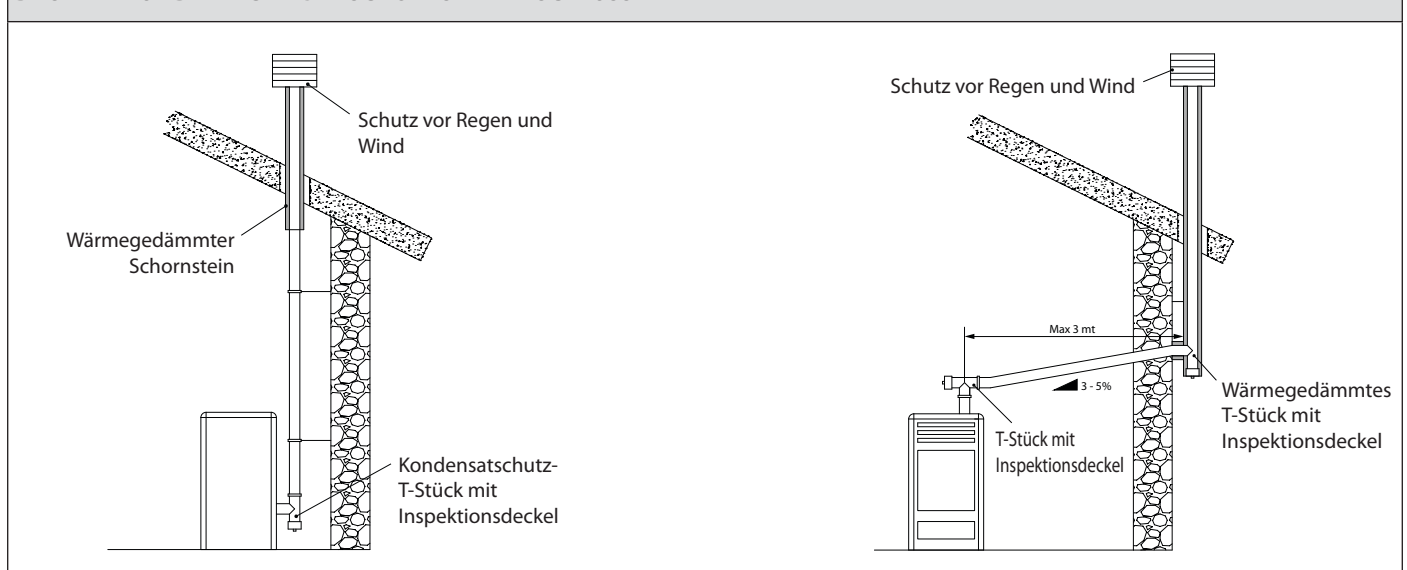 Schutz vor Regen und
Wind
Wärmegedämmter
Schornstein
Kondensatschutz-
T-Stück mit
Inspektionsdeckel
Schutz vor Regen und Wind
Max 3 mt
3 - 5%
T-Stück mit
Inspektionsdeckel
Wärmegedämmtes
T-Stück mit
Inspektionsdeckel